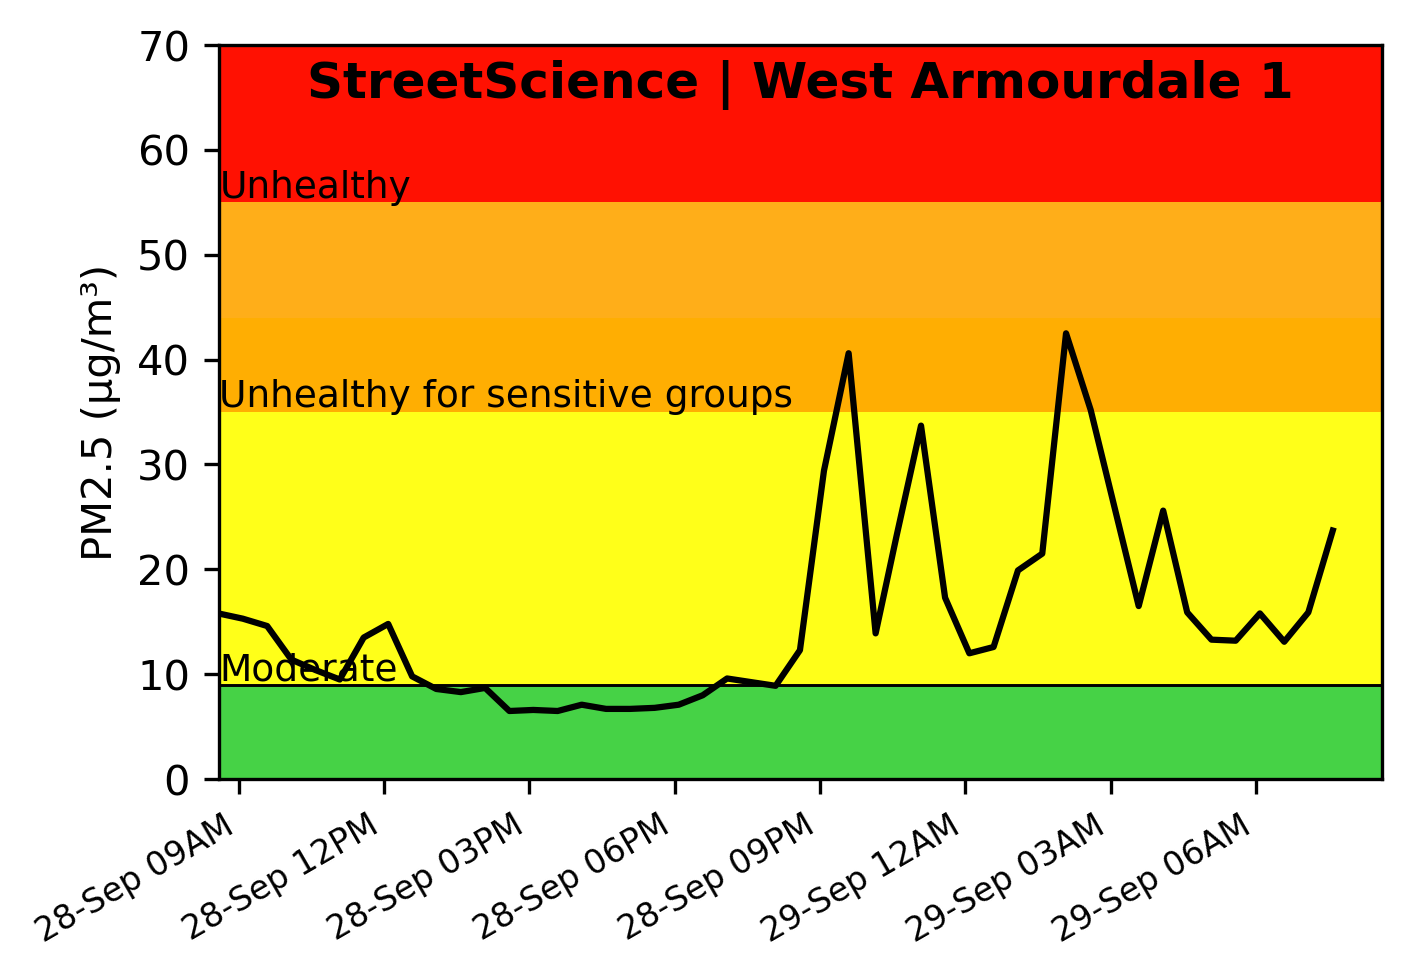 StreetScience | West Armourdale 1
70
60
50
40
30
20
10
0
PM2.5 (µg/m³)
Unhealthy
Unhealthy for sensitive groups
Moderate
28-Sep 09AM
28-Sep 12PM
28-Sep 03PM
28-Sep 06PM
28-Sep 09PM
29-Sep 12AM
29-Sep 03AM
29-Sep 06AM